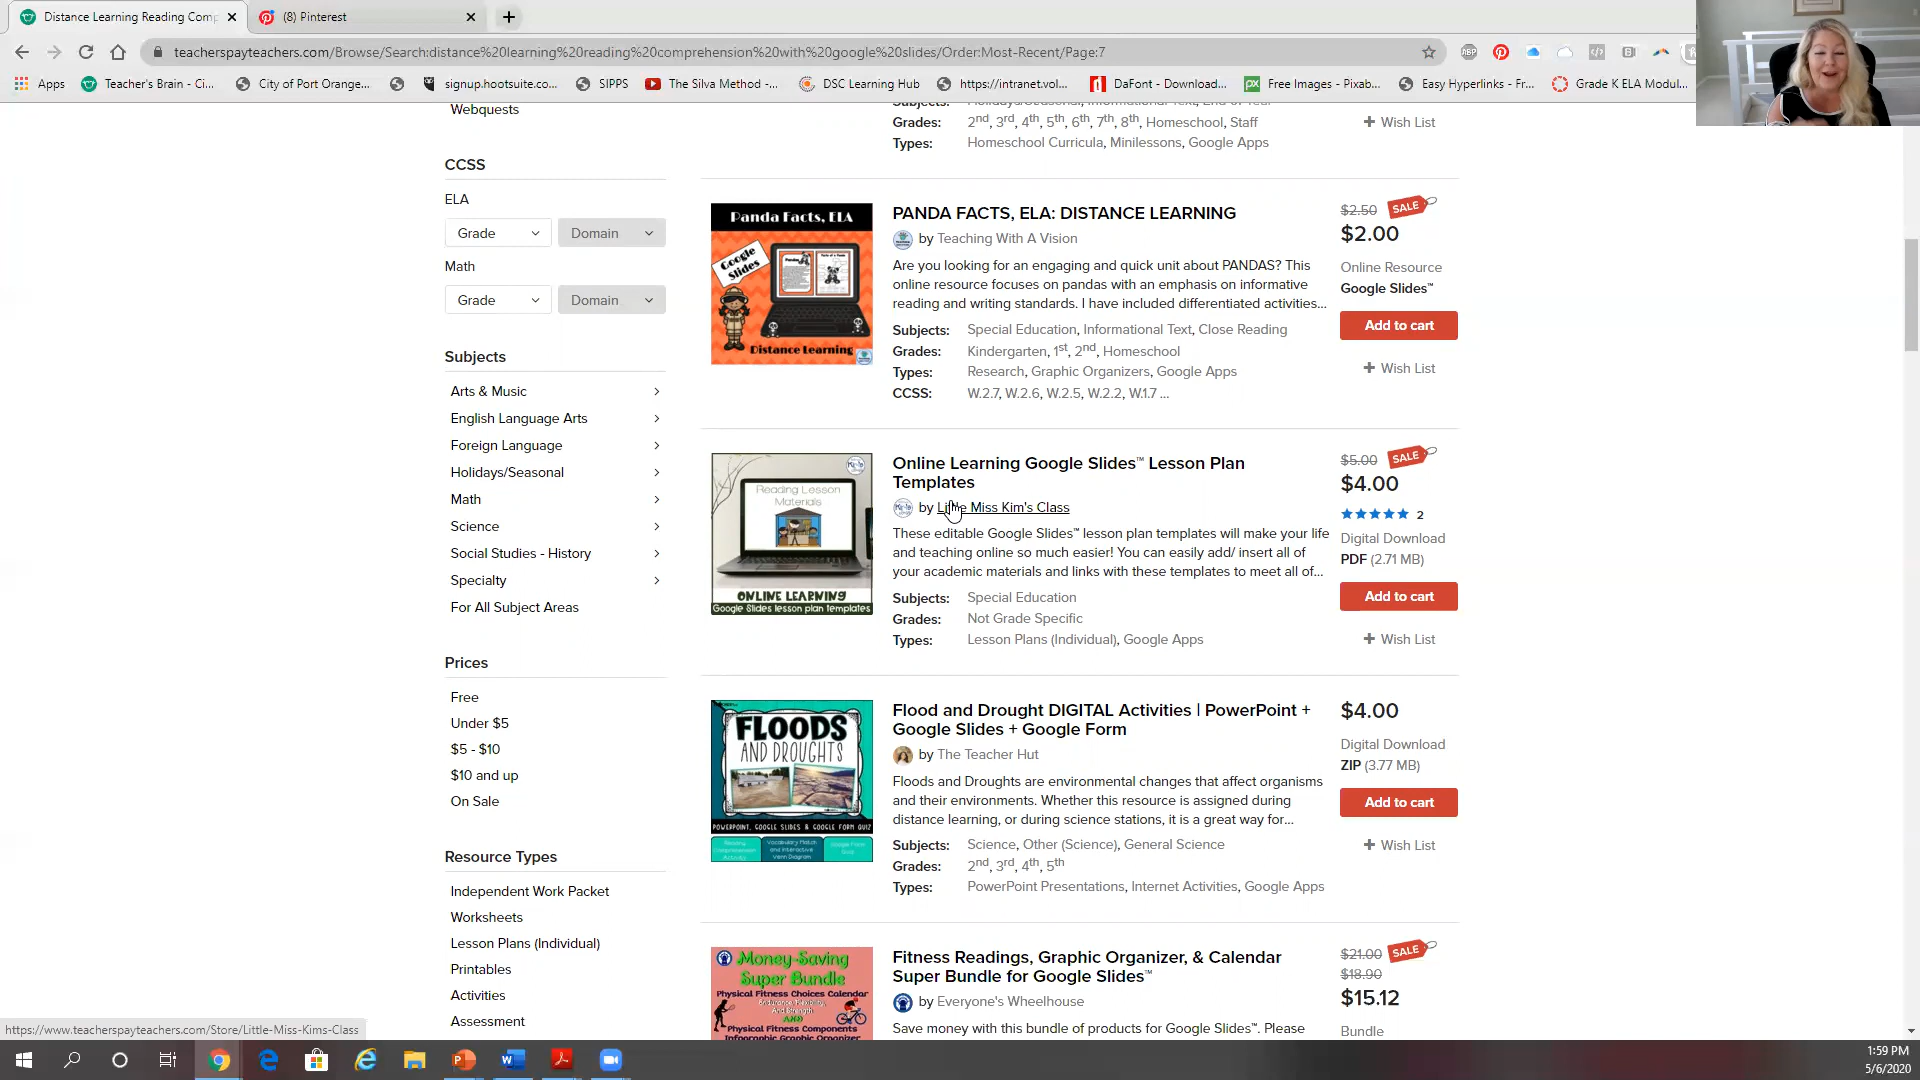 Distance Learning Reading Comp
(8) Pinterest
teacherspayteachers.com/Browse/Search:distance%20learning%20reading%20comprehension%20with%20google%20slides/Order:Most-Recent/Page:7
Apps
Teacher's Brain - Ci...
City of Port Orange...
signup.hootsuite.co...
SIPPS
The Silva Method -...
DSC Learning Hub
https://intranet.vol...
DaFont - Download...
Free Images - Pixab...
Easy Hyperlinks - Fr...
Grade K ELA Modul...
Webquests
CCSS
ELA
Grade
Domain
Math
Grade
Domain
Subjects
Arts & Music
English Language Arts
Foreign Language
Holidays/Seasonal
Math
Science
Social Studies - History
Specialty
For All Subject Areas
Prices
Free
Under $5
$5 - $10
$10 and up
On Sale
Resource Types
Independent Work Packet
Worksheets
Lesson Plans (Individual)
Printables
Activities
Assessment
Grades: 2nd, 3rd, 4th, 5th, 6th, 7th, 8th, Homeschool, Staff
Types: Homeschool Curricula, Minilessons, Google Apps
+ Wish List
Panda Facts, ELA
Google Slides
Distance Learning
PANDA FACTS, ELA: DISTANCE LEARNING
by Teaching With A Vision
Are you looking for an engaging and quick unit about PANDAS? This
online resource focuses on pandas with an emphasis on informative
reading and writing standards. I have included differentiated activities...
Subjects: Special Education, Informational Text, Close Reading
Grades: Kindergarten, 1st, 2nd, Homeschool
Types: Research, Graphic Organizers, Google Apps
CCSS: W.2.7, W.2.6, W.2.5, W.2.2, W.1.7 ...
$2.50 SALE
$2.00
Online Resource
Google Slides™
Add to cart
+ Wish List
Reading Lesson
Materials
ONLINE LEARNING
Google Slides lesson plan templates
Online Learning Google Slides™ Lesson Plan
Templates
by Little Miss Kim's Class
These editable Google Slides™ lesson plan templates will make your life
and teaching online so much easier! You can easily add/ insert all of
your academic materials and links with these templates to meet all of...
Subjects: Special Education
Grades: Not Grade Specific
Types: Lesson Plans (Individual), Google Apps
$5.00 SALE
$4.00
2
Digital Download
PDF (2.71 MB)
Add to cart
+ Wish List
FLOODS
AND DROUGHTS
POWERPOINT, GOOGLE SLIDES & GOOGLE FORM QUIZ
Flood and Drought DIGITAL Activities | PowerPoint +
Google Slides + Google Form
by The Teacher Hut
Floods and Droughts are environmental changes that affect organisms
and their environments. Whether this resource is assigned during
distance learning, or during science stations, it is a great way for...
Subjects: Science, Other (Science), General Science
Grades: 2nd, 3rd, 4th, 5th
Types: PowerPoint Presentations, Internet Activities, Google Apps
$4.00
Digital Download
ZIP (3.77 MB)
Add to cart
+ Wish List
Money-Saving
Super Bundle
Physical Fitness Choices Calendar
AND
Physical Fitness Components
Infographic Graphic Organizer
Fitness Readings, Graphic Organizer, & Calendar
Super Bundle for Google Slides™
by Everyone's Wheelhouse
Save money with this bundle of products for Google Slides™. Please
$21.00 SALE
$18.90
$15.12
Bundle
https://www.teacherspayteachers.com/Store/Little-Miss-Kims-Class
1:59 PM
5/6/2020